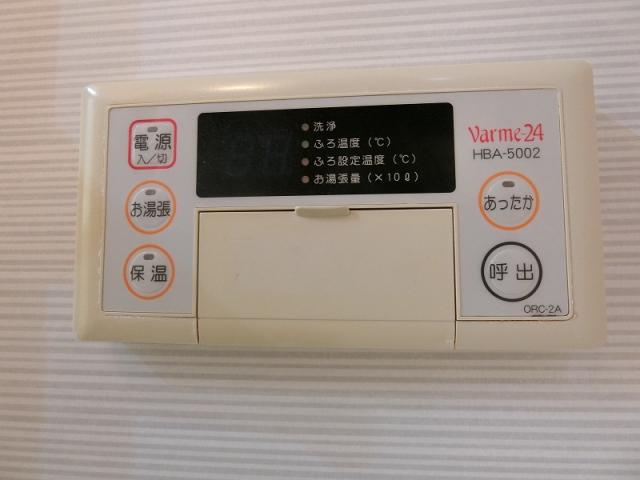 電源
入/切
お湯張
保温
洗浄
ふろ温度(℃)
ふろ設定温度(℃)
お湯張量(×10ℓ)
Varme-24
HBA-5002
あったか
呼出
ORC-2A